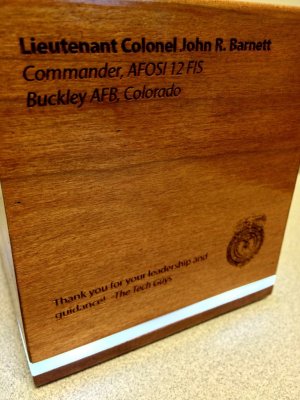 Lieutenant Colonel John R. Barnett
Commander, AFOSI 12 FIS
Buckley AFB, Colorado
Thank you for your leadership and
guidance! -The Tech Guys